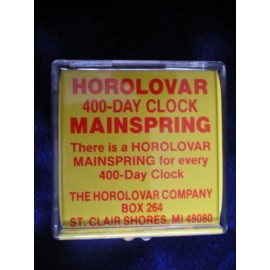 HOROLOVAR
400-DAY CLOCK
MAINSPRING
There is a HOROLOVAR
MAINSPRING for every
400-Day Clock
THE HOROLOVAR COMPANY
BOX 264
ST. CLAIR SHORES, MI 48080